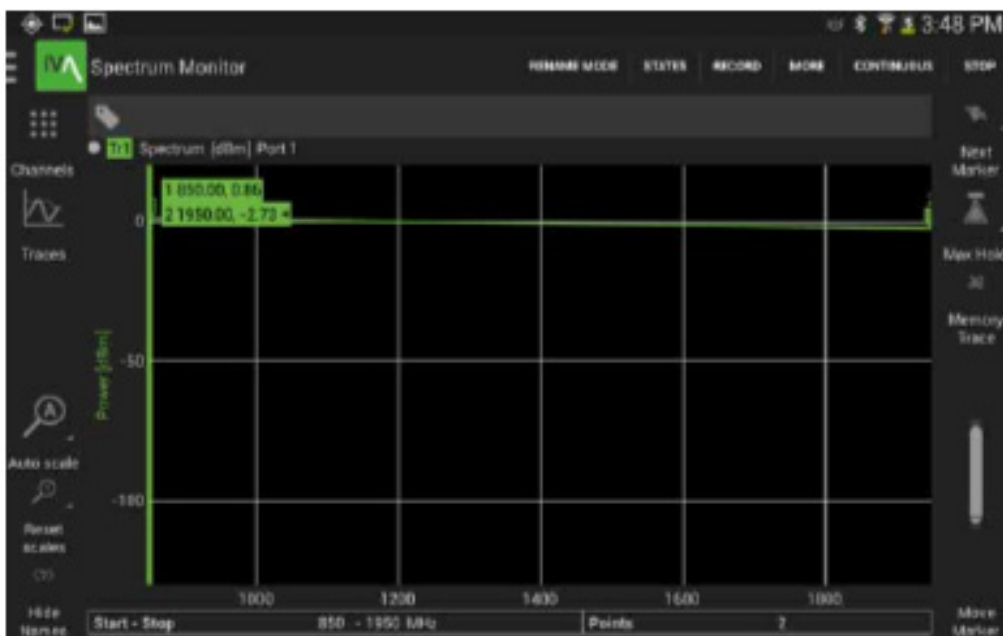 3:48 PM
Spectrum Monitor
RENAME MODE STATES RECORD MORE CONTINUOUS STOP
Channels
Traces
Auto scale
Reset scales
Hide Names
Tr1 Spectrum [dBm] Port 1
1 850.00, 0.86
2 1950.00, -2.73
Power [dBm]
0
-50
-100
1000 1200 1400 1600 1800
Start - Stop 850 - 1950 MHz Points 2
Next Marker
Max Hold
Memory Trace
Move Marker